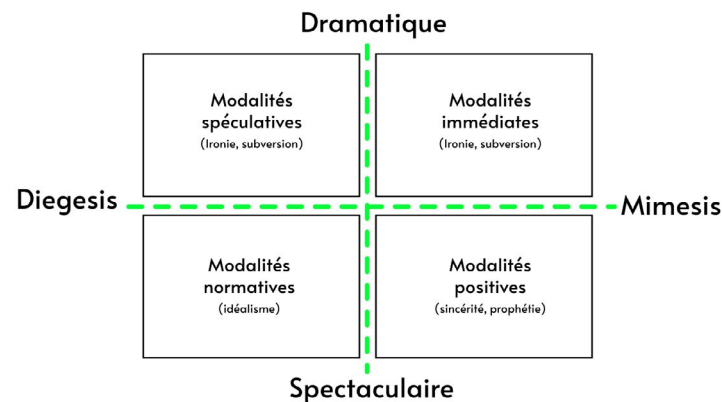 Dramatique
Modalités
spéculatives
(Ironie, subversion)
Modalités
immédiates
(Ironie, subversion)
Diegesis
Mimesis
Modalités
normatives
(idéalisme)
Modalités
positives
(sincérité, prophétie)
Spectaculaire